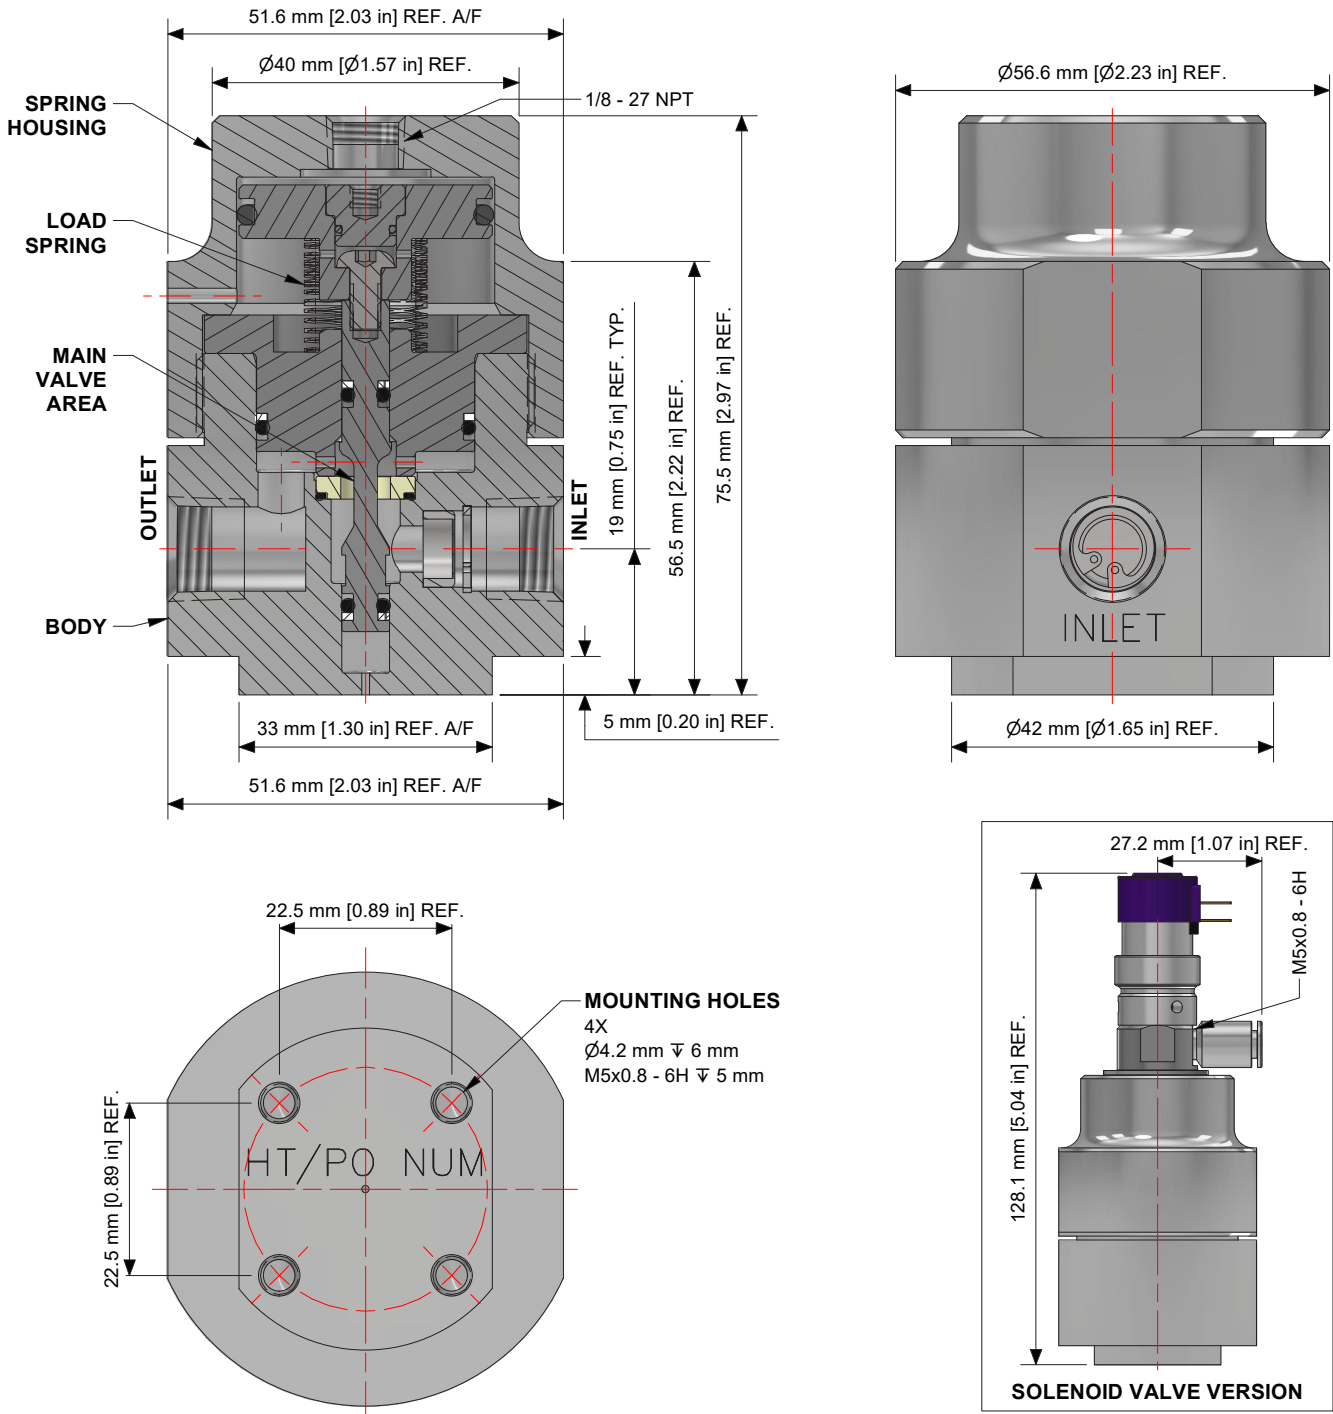 51.6 mm [2.03 in] REF. A/F
Ø40 mm [Ø1.57 in] REF.
1/8 - 27 NPT
SPRING
HOUSING
LOAD
SPRING
MAIN
VALVE
AREA
OUTLET
INLET
BODY
19 mm [0.75 in] REF. TYP.
56.5 mm [2.22 in] REF.
75.5 mm [2.97 in] REF.
5 mm [0.20 in] REF.
33 mm [1.30 in] REF. A/F
51.6 mm [2.03 in] REF. A/F
Ø56.6 mm [Ø2.23 in] REF.
INLET
Ø42 mm [Ø1.65 in] REF.
22.5 mm [0.89 in] REF.
22.5 mm [0.89 in] REF.
MOUNTING HOLES
4X
Ø4.2 mm ↧ 6 mm
M5x0.8 - 6H ↧ 5 mm
HT/PO NUM
27.2 mm [1.07 in] REF.
M5x0.8 - 6H
128.1 mm [5.04 in] REF.
SOLENOID VALVE VERSION